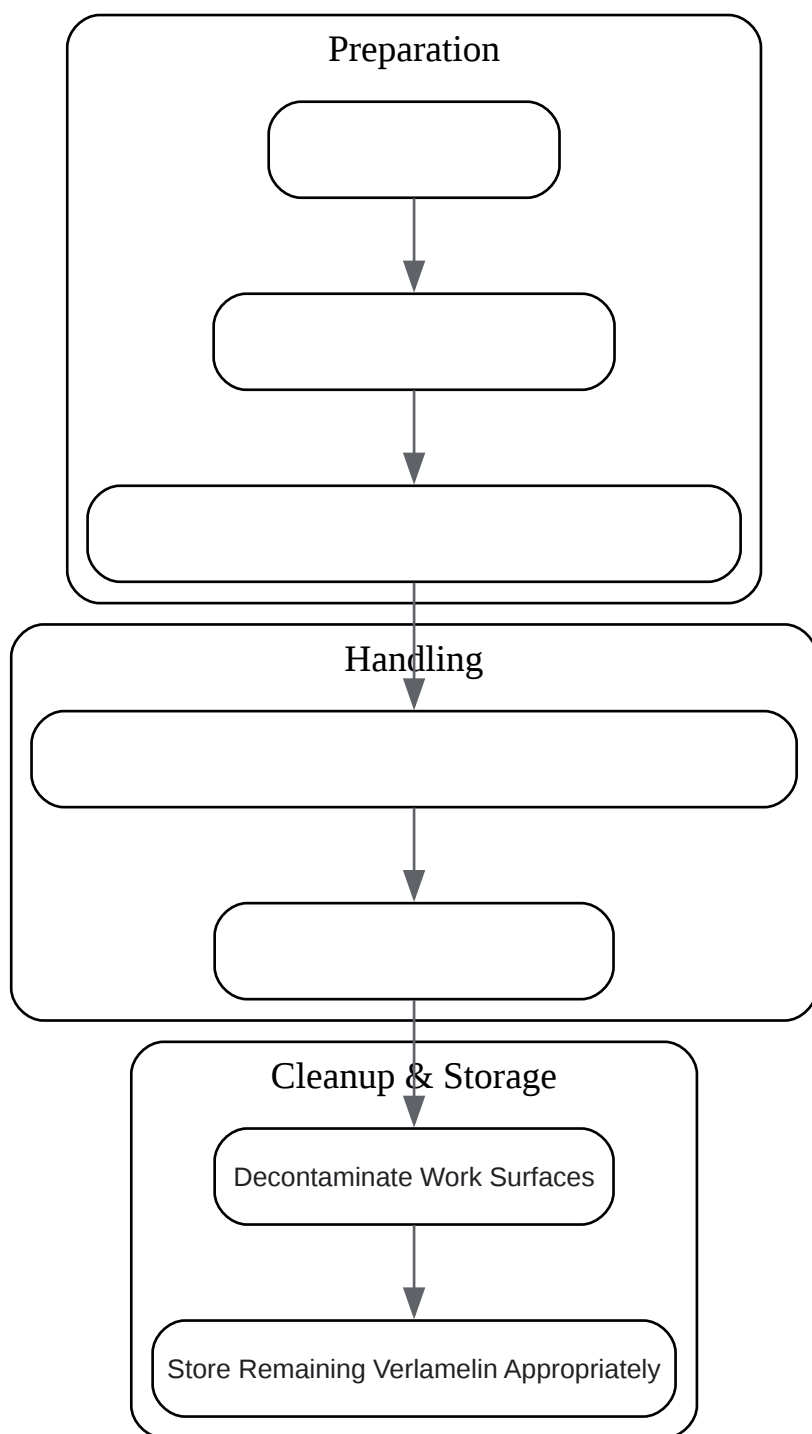 Preparation
Handling
Cleanup & Storage
Decontaminate Work Surfaces
Store Remaining Verlamelin Appropriately